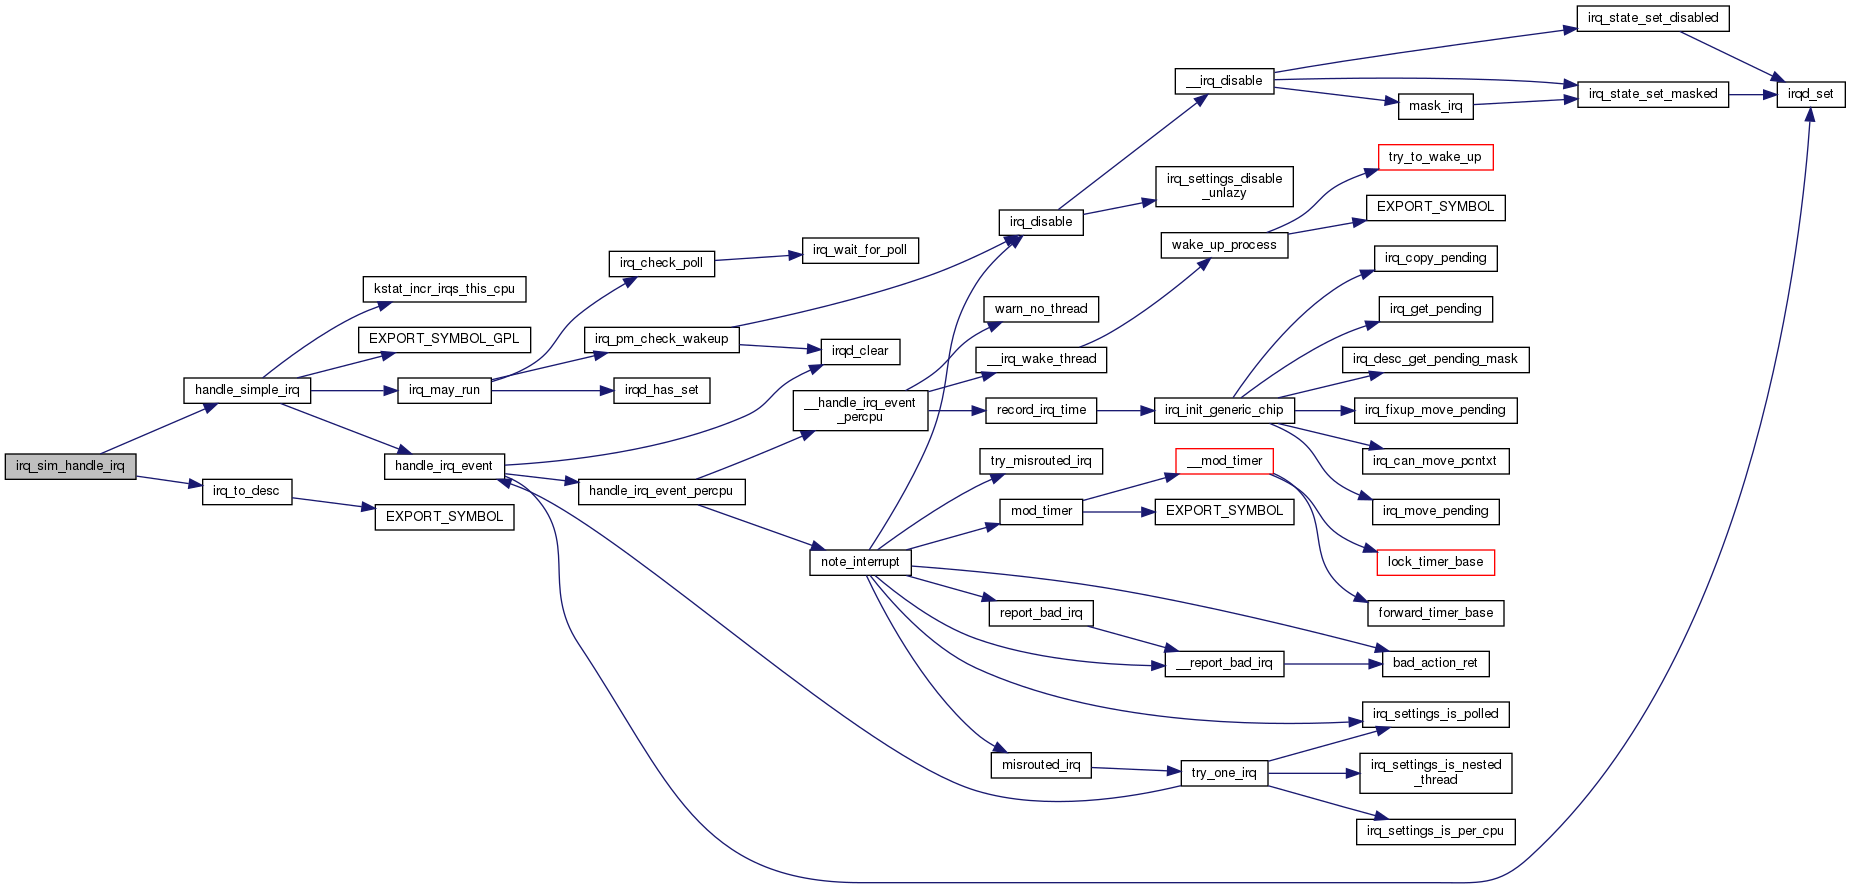 irq_state_set_disabled
__irq_disable
irq_state_set_masked
irqd_set
mask_irq
try_to_wake_up
irq_settings_disable
_unlazy
EXPORT_SYMBOL
irq_disable
wake_up_process
irq_check_poll
irq_wait_for_poll
irq_copy_pending
kstat_incr_irqs_this_cpu
warn_no_thread
irq_get_pending
EXPORT_SYMBOL_GPL
irq_pm_check_wakeup
irqd_clear
__irq_wake_thread
irq_desc_get_pending_mask
handle_simple_irq
irq_may_run
irqd_has_set
__handle_irq_event
_percpu
record_irq_time
irq_init_generic_chip
irq_fixup_move_pending
irq_sim_handle_irq
handle_irq_event
try_misrouted_irq
__mod_timer
irq_can_move_pcntxt
irq_to_desc
handle_irq_event_percpu
EXPORT_SYMBOL
mod_timer
EXPORT_SYMBOL
irq_move_pending
note_interrupt
lock_timer_base
report_bad_irq
forward_timer_base
__report_bad_irq
bad_action_ret
irq_settings_is_polled
misrouted_irq
try_one_irq
irq_settings_is_nested
_thread
irq_settings_is_per_cpu